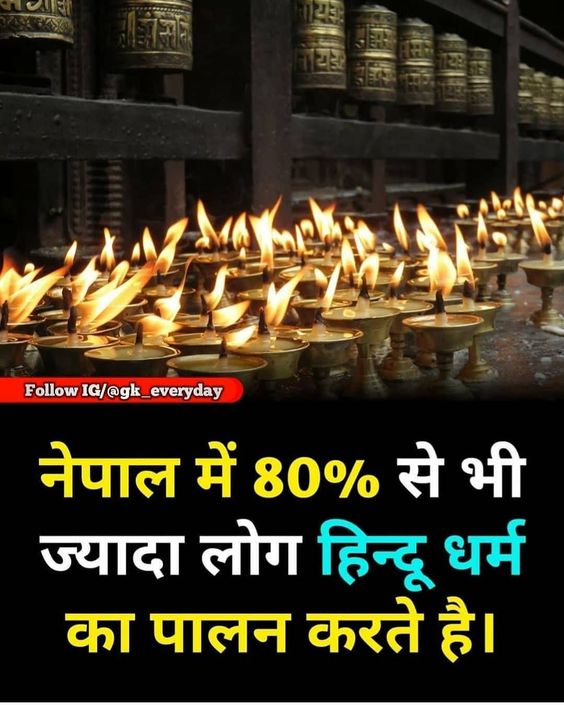 Follow IG/@gk_everyday
नेपाल में 80% से भी
ज्यादा लोग हिन्दू धर्म
का पालन करते है।